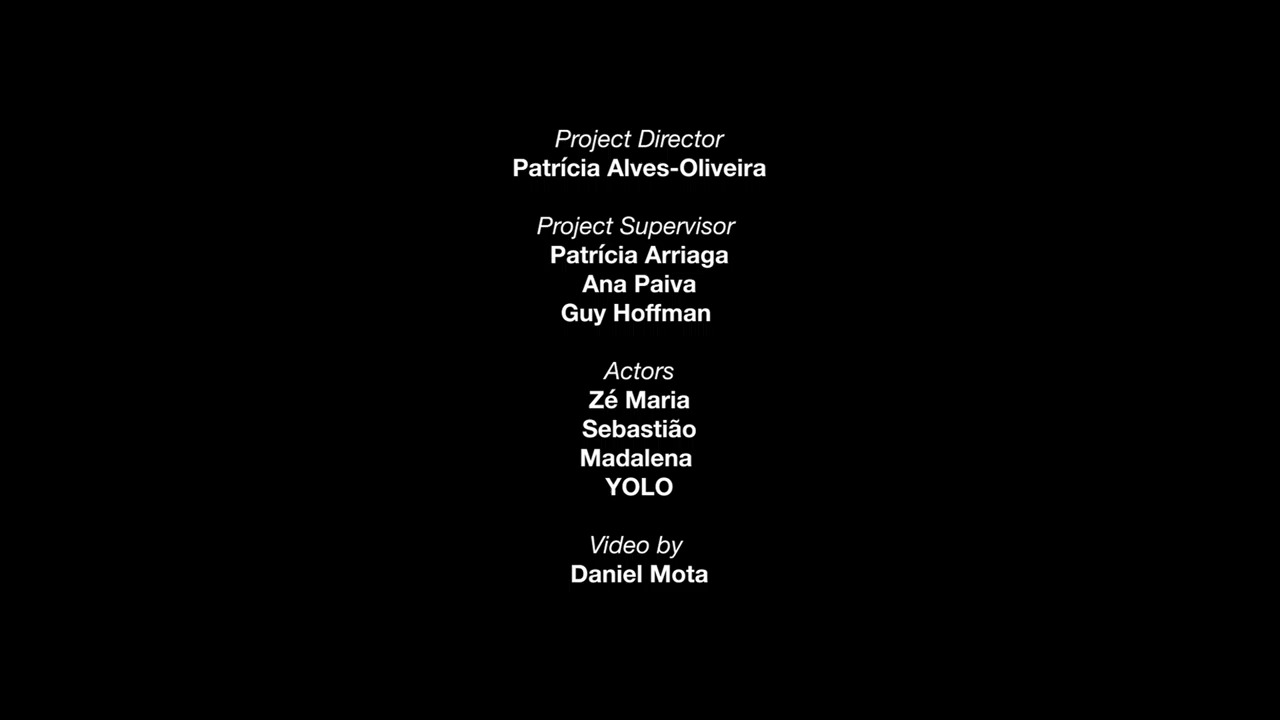 Project Director
Patrícia Alves-Oliveira
Project Supervisor
Patrícia Arriaga
Ana Paiva
Guy Hoffman
Actors
Zé Maria
Sebastião
Madalena
YOLO
Video by
Daniel Mota